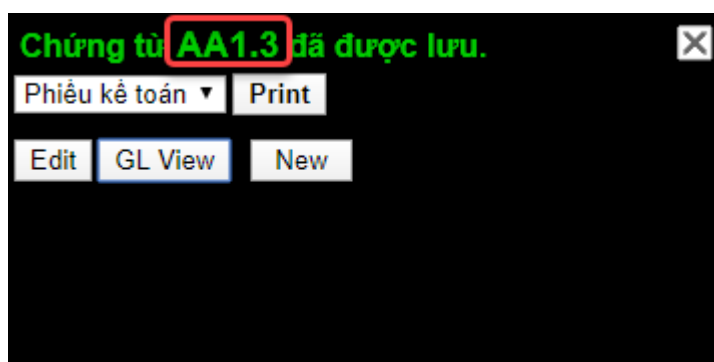 Chứng từ AA1.3 đã được lưu.
Phiếu kế toán Print
Edit GL View New